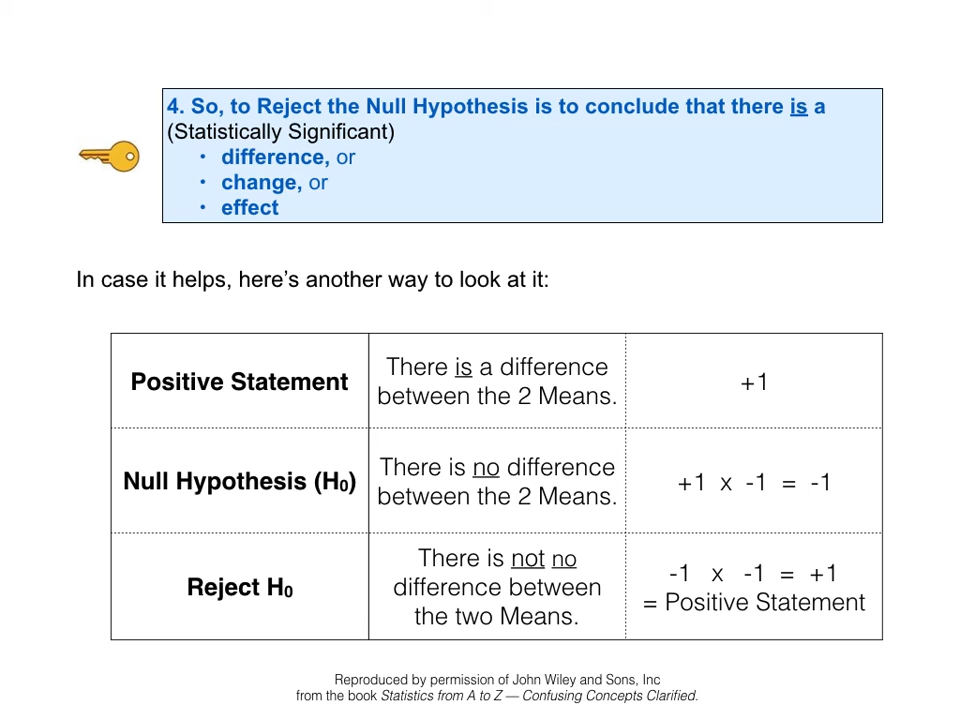 4. So, to Reject the Null Hypothesis is to conclude that there is a
(Statistically Significant)
• difference, or
• change, or
• effect
In case it helps, here’s another way to look at it:
Positive Statement
There is a difference
between the 2 Means.
+1
Null Hypothesis (H₀)
There is no difference
between the 2 Means.
+1 x -1 = -1
Reject H₀
There is not no
difference between
the two Means.
-1 x -1 = +1
= Positive Statement
Reproduced by permission of John Wiley and Sons, Inc
from the book Statistics from A to Z — Confusing Concepts Clarified.